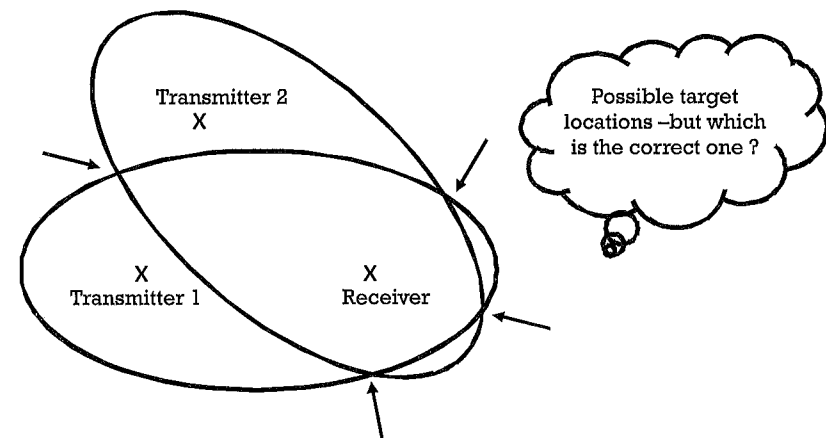 Transmitter 2
X
Possible target
locations –but which
is the correct one ?
X
Transmitter 1
X
Receiver